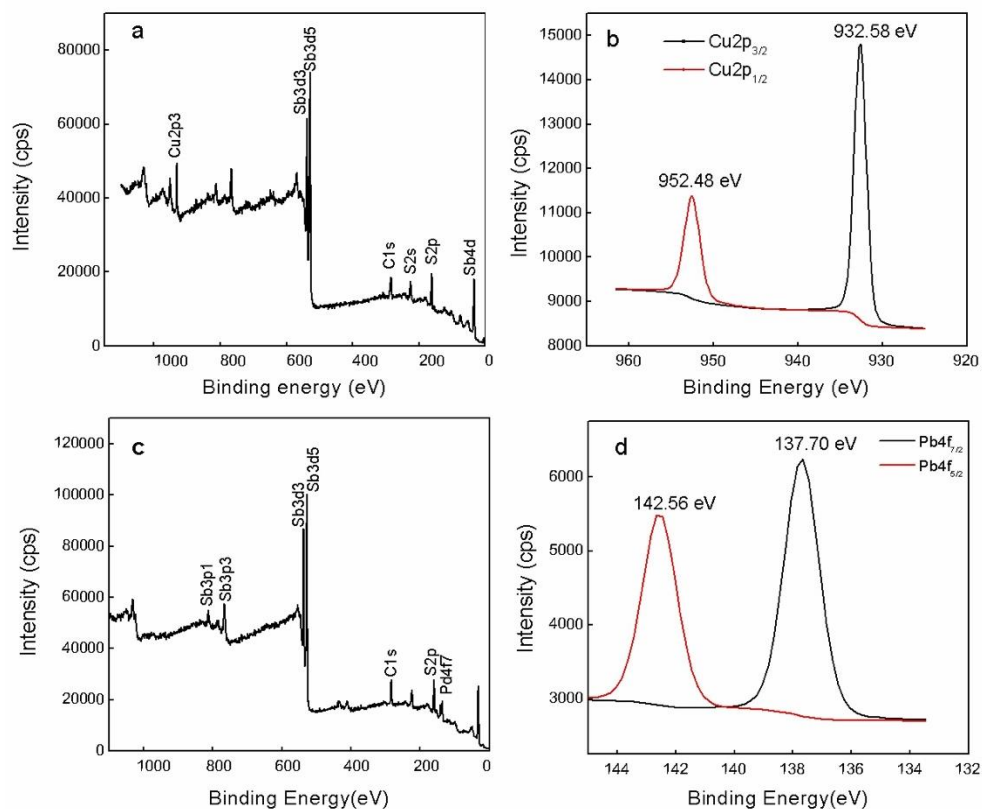 a
80000
60000
40000
20000
0
Intensity (cps)
Cu2p3
Sb3d3
Sb3d5
C1s
S2s
S2p
Sb4d
1000 800 600 400 200 0
Binding energy (eV)
b
Cu2p3/2
Cu2p1/2
932.58 eV
952.48 eV
15000
14000
13000
12000
11000
10000
9000
8000
Intensity (cps)
960 950 940 930 920
Binding Energy (eV)
c
120000
100000
80000
60000
40000
20000
0
Intensity (cps)
Sb3p1
Sb3p3
Sb3d3
Sb3d5
C1s
S2p
Pd4f7
1000 800 600 400 200 0
Binding Energy (eV)
d
137.70 eV
142.56 eV
Pb4f7/2
Pb4f5/2
6000
5000
4000
3000
Intensity (cps)
144 142 140 138 136 134 132
Binding Energy(eV)